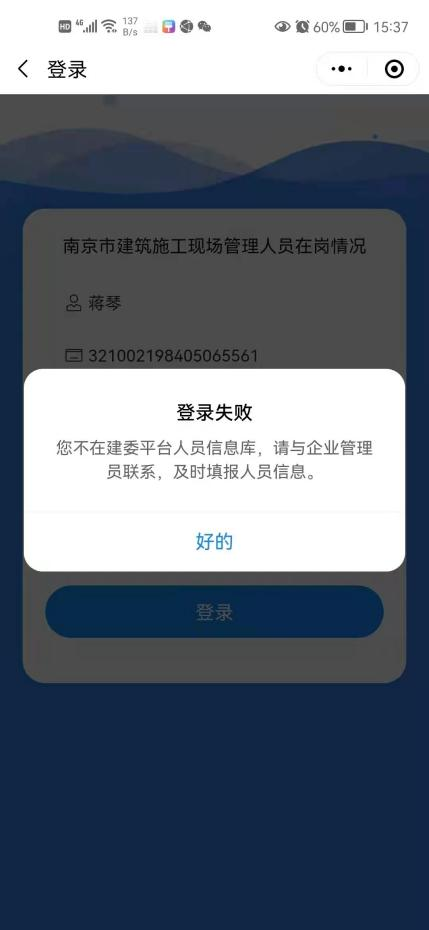 HD 4G 137 B/s 60% 15:37
登录
南京市建筑施工现场管理人员在岗情况
蒋琴
321002198405065561
登录失败
您不在建委平台人员信息库，请与企业管理
员联系，及时填报人员信息。
好的
登录